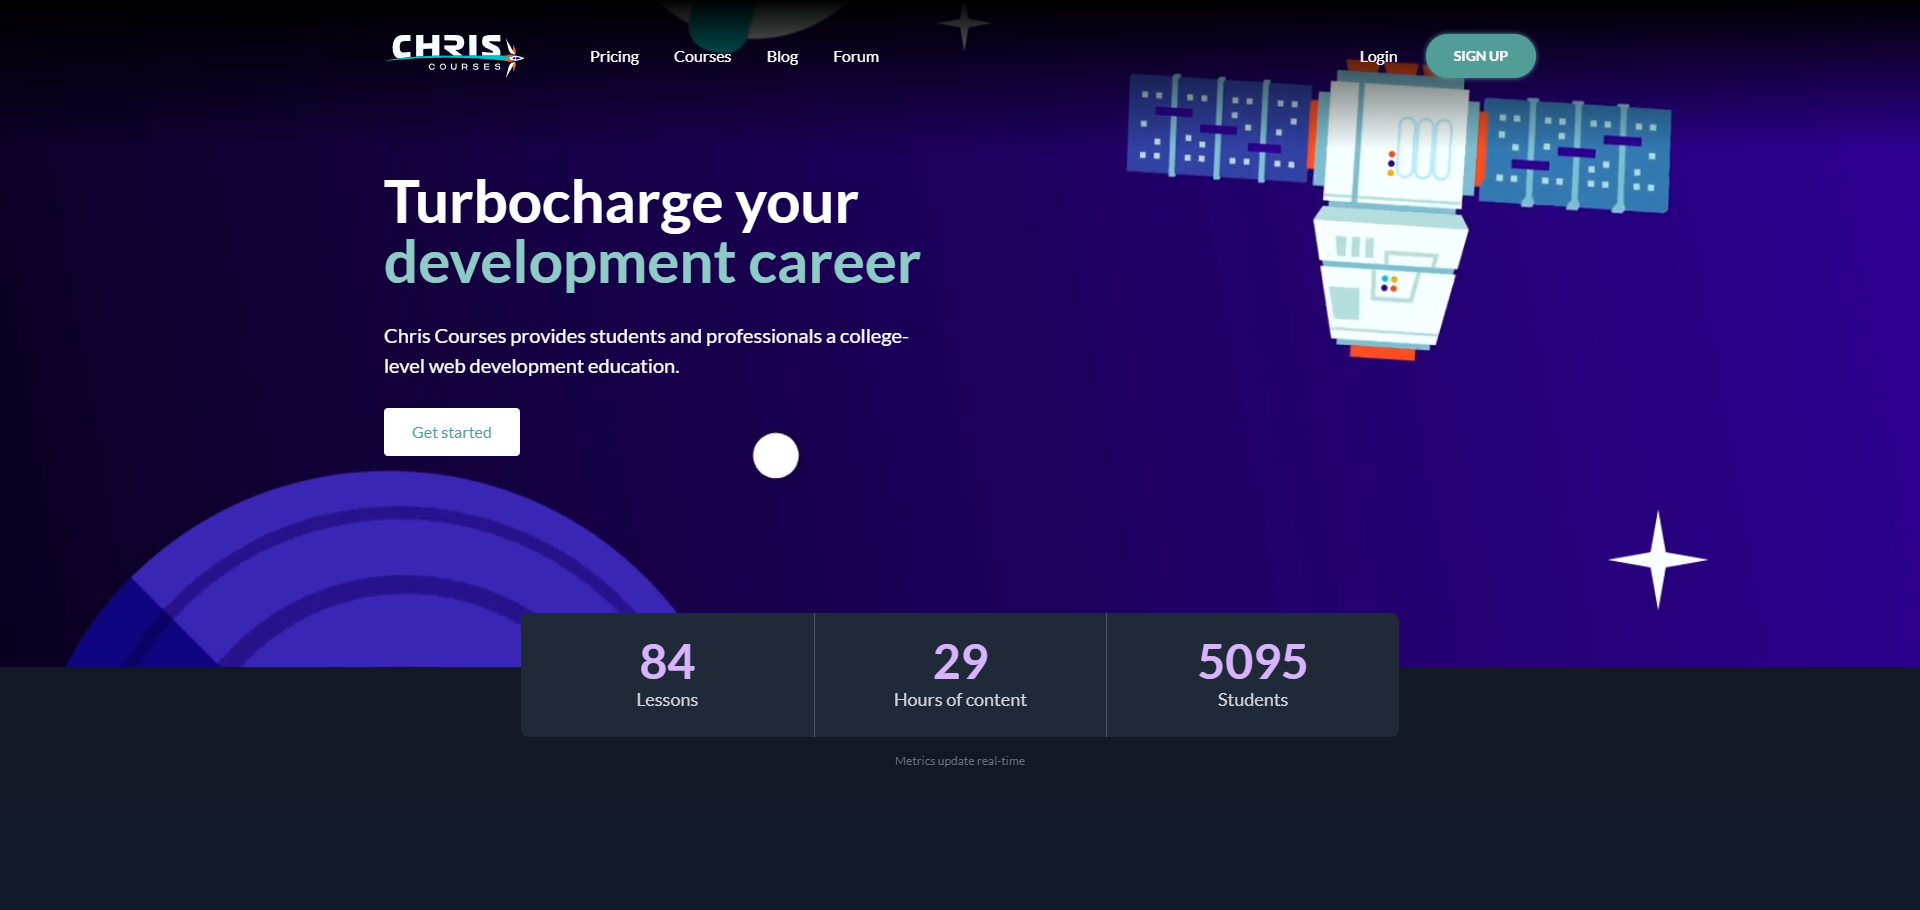 CHRIS
COURSES
Pricing
Courses
Blog
Forum
Login
SIGN UP
Turbocharge your
development career
Chris Courses provides students and professionals a college-
level web development education.
Get started
84
Lessons
29
Hours of content
5095
Students
Metrics update real-time